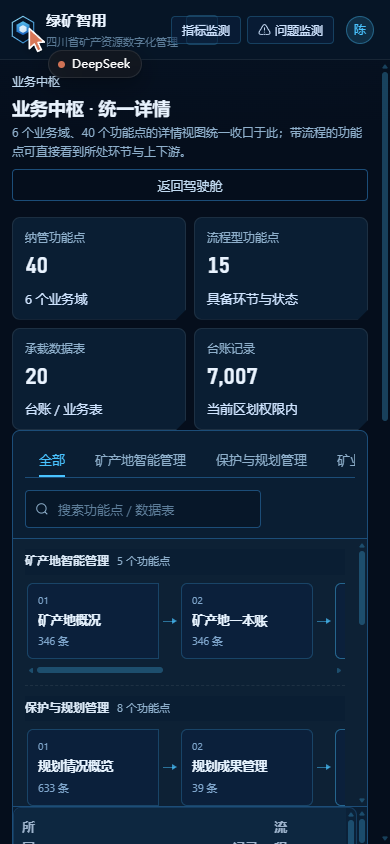 绿矿智用
四川省矿产资源数字化管理
指标监测
问题监测
陈
DeepSeek
业务中枢
业务中枢 · 统一详情
6 个业务域、40 个功能点的详情视图统一收口于此；带流程的功能
点可直接看到所处环节与上下游。
返回驾驶舱
纳管功能点
40
6 个业务域
流程型功能点
15
具备环节与状态
承载数据表
20
台账 / 业务表
台账记录
7,007
当前区划权限内
全部 矿产地智能管理 保护与规划管理 矿业
搜索功能点 / 数据表
矿产地智能管理 5 个功能点
01
矿产地概况
346 条
02
矿产地一本账
346 条
保护与规划管理 8 个功能点
01
规划情况概览
633 条
02
规划成果管理
39 条
所 流